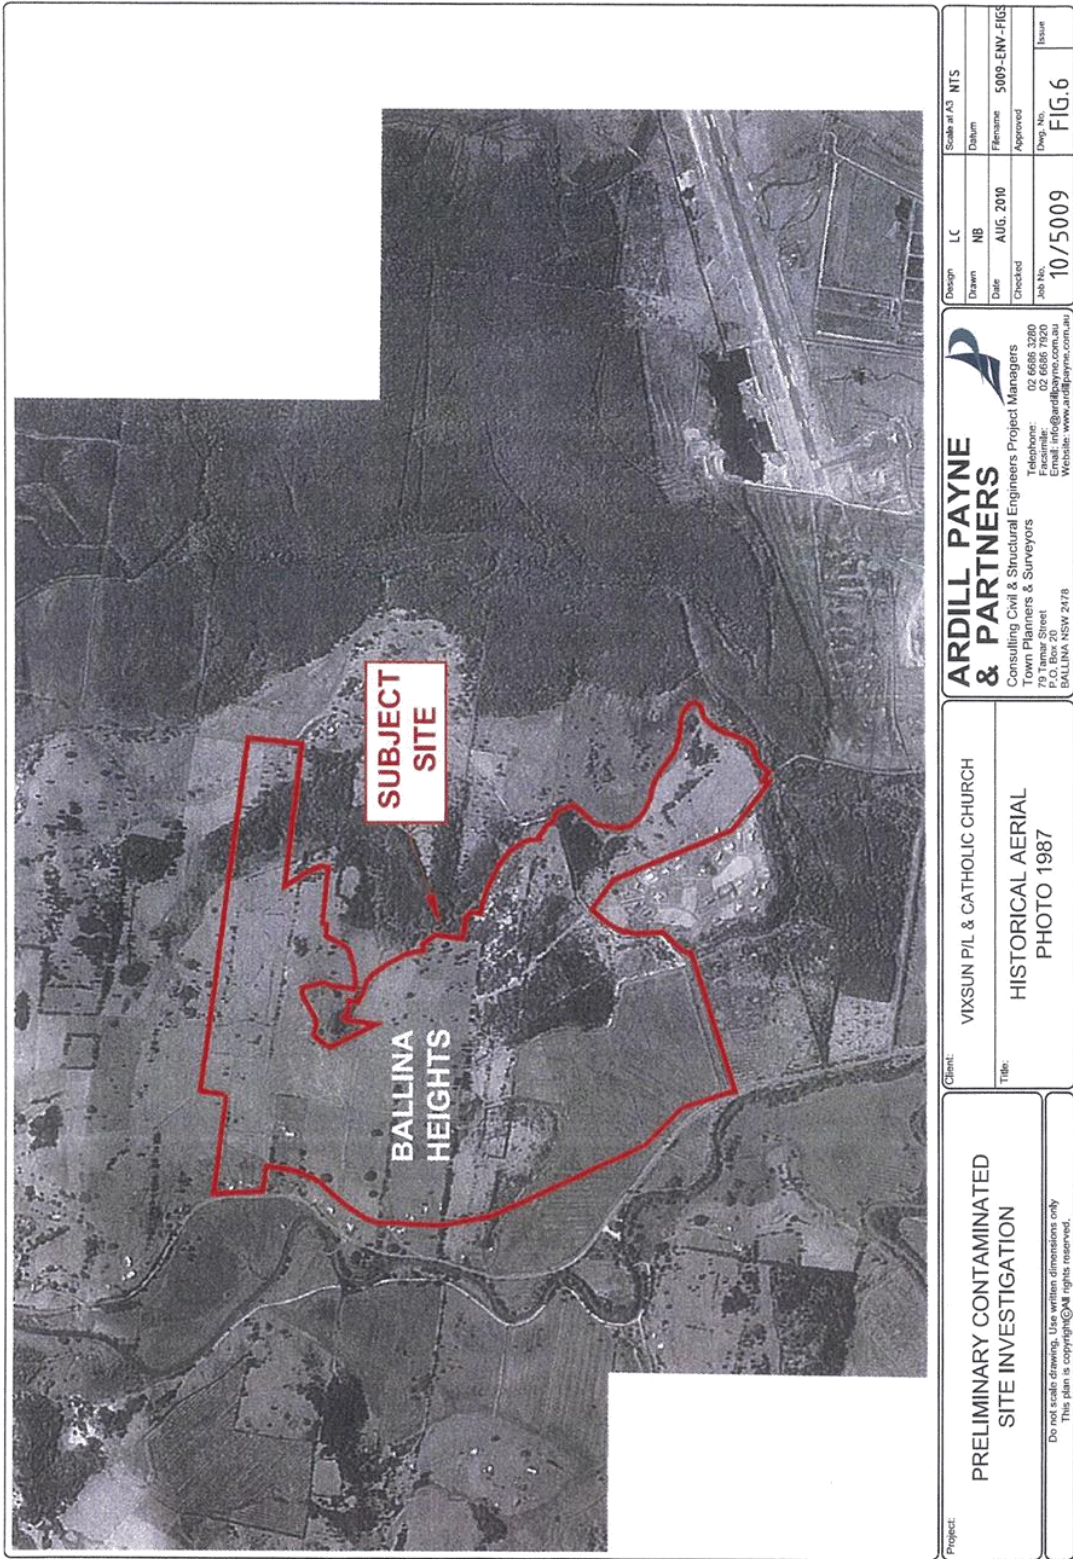 SUBJECT
SITE
BALLINA
HEIGHTS
Project:
PRELIMINARY CONTAMINATED
SITE INVESTIGATION
Do not scale drawing. Use written dimensions only
This plan is copyright©All rights reserved.
Client:
VIXSUN P/L & CATHOLIC CHURCH
Title:
HISTORICAL AERIAL
PHOTO 1987
ARDILL PAYNE
& PARTNERS
Consulting Civil & Structural Engineers Project Managers
Town Planners & Surveyors
79 Tamar Street
P.O. Box 20
BALLINA NSW 2478
Telephone: 02 6686 3280
Facsimile: 02 6686 7920
Email: info@ardillpayne.com.au
Website: www.ardillpayne.com.au
Design LC
Scale at A3 NTS
Drawn NB
Datum
Date AUG. 2010
Filename 5009-ENV-FIGS
Checked
Approved
Job No. 10/5009
Dwg. No. FIG.6
Issue